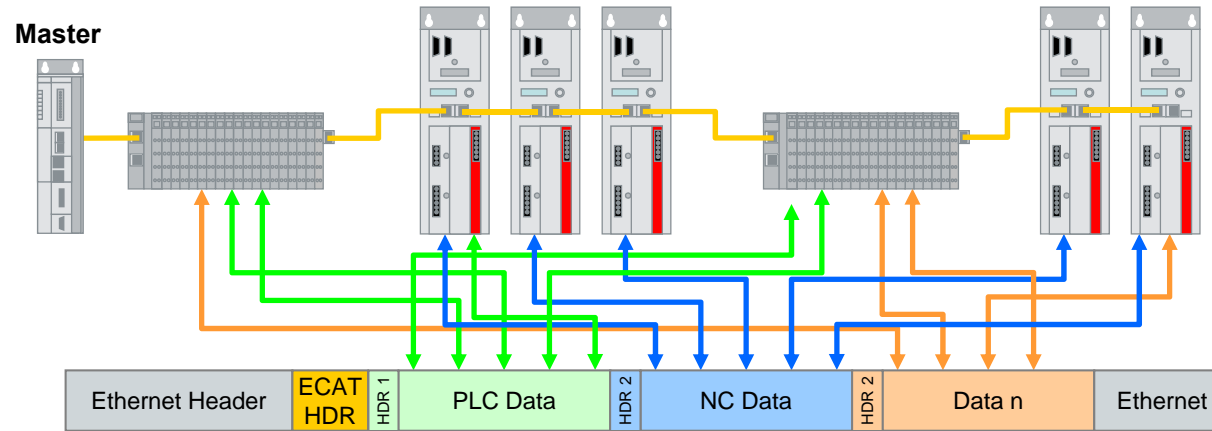 Master
Ethernet Header
ECAT
HDR
HDR 1
PLC Data
HDR 2
NC Data
HDR 2
Data n
Ethernet